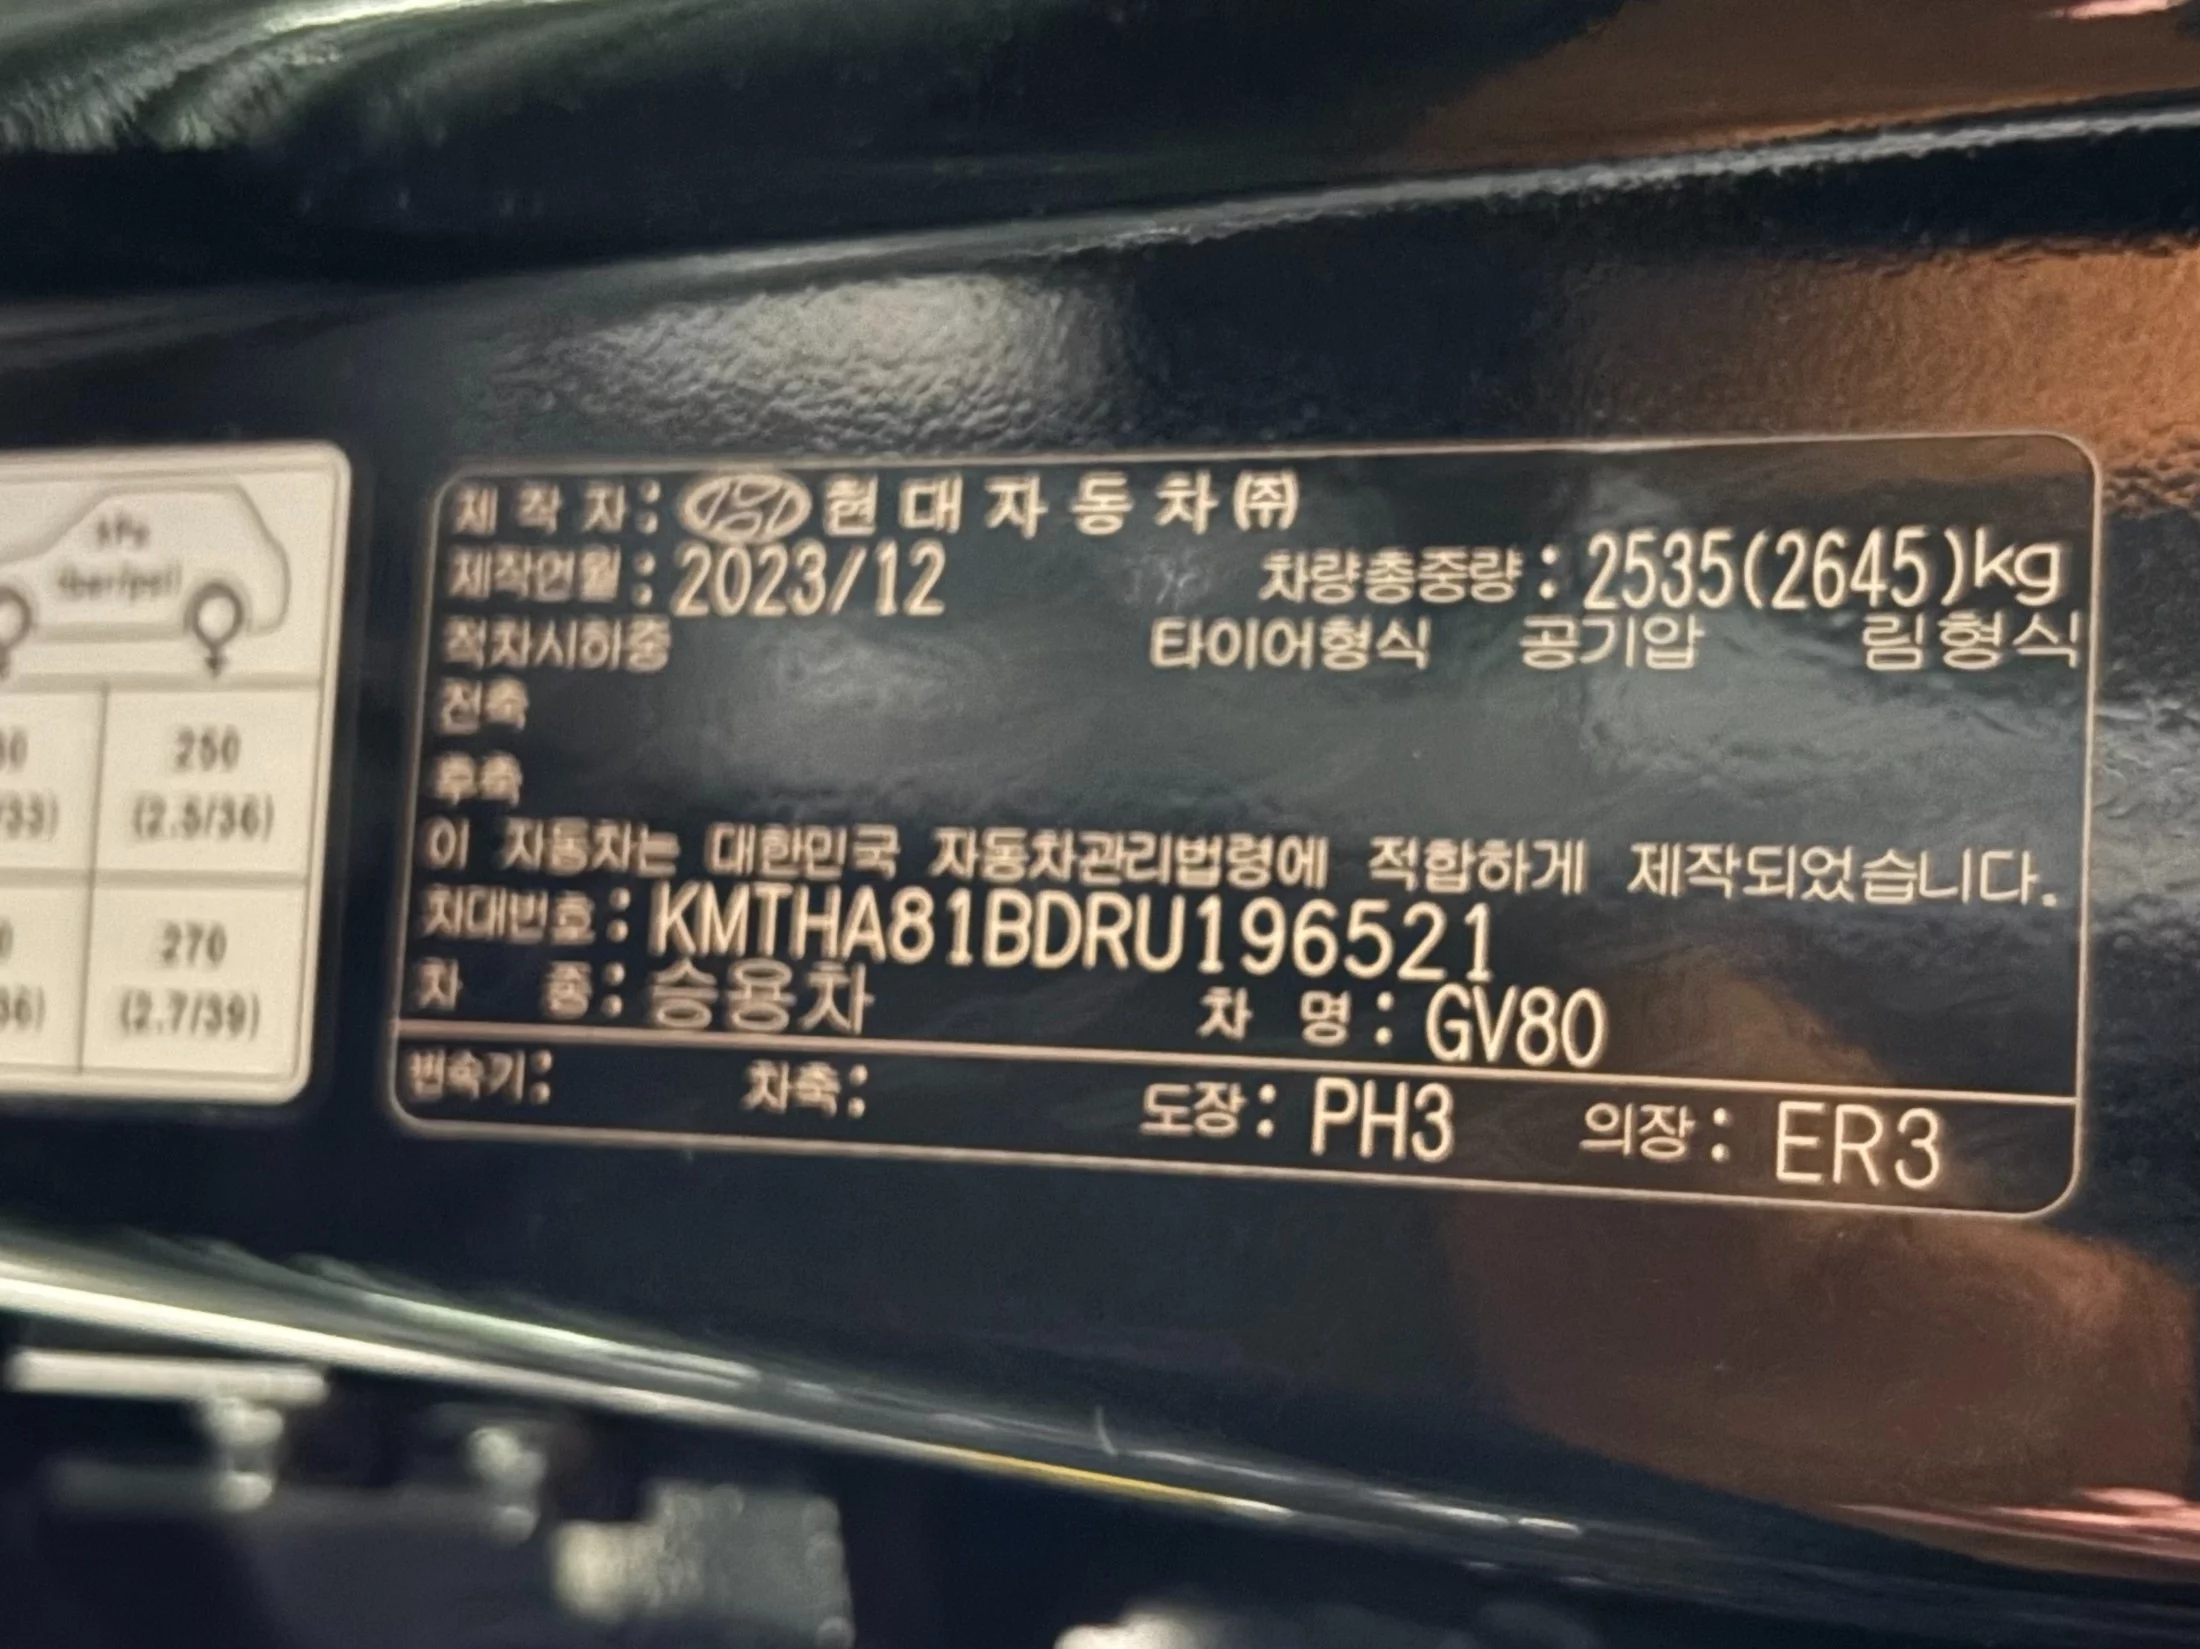 제작자: 현대자동차㈜
제작연월: 2023/12
차량총중량: 2535(2645)kg
적차시하중 타이어형식 공기압 림형식
전축
후축
이 자동차는 대한민국 자동차관리법령에 적합하게 제작되었습니다.
차대번호: KMTHA81BDRU196521
차 종: 승용차 차 명: GV80
변속기: 차축: 도장: PH3 의장: ER3
kPa
(bar/psi)
250
(2.5/36)
270
(2.7/39)